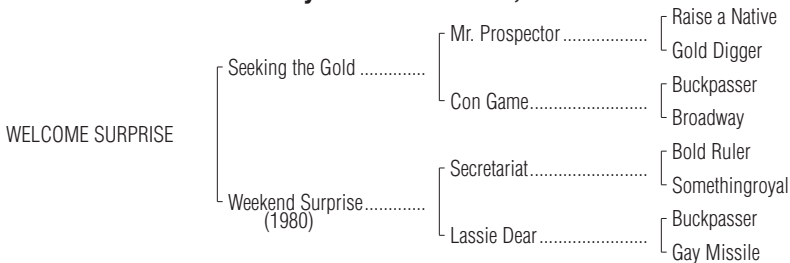 Raise a Native
Mr. Prospector
Gold Digger
Seeking the Gold
Buckpasser
Con Game
Broadway
WELCOME SURPRISE
Bold Ruler
Secretariat
Somethingroyal
Weekend Surprise
(1980)
Buckpasser
Lassie Dear
Gay Missile